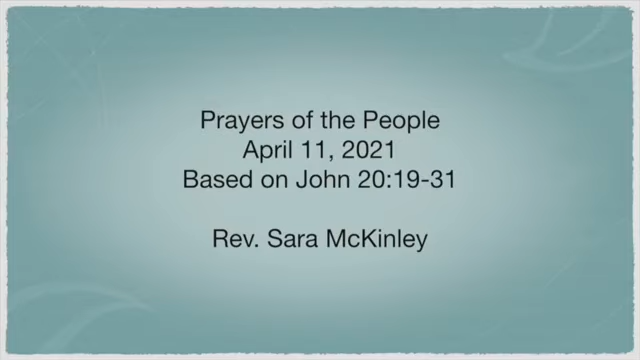 Prayers of the People
April 11, 2021
Based on John 20:19-31
Rev. Sara McKinley